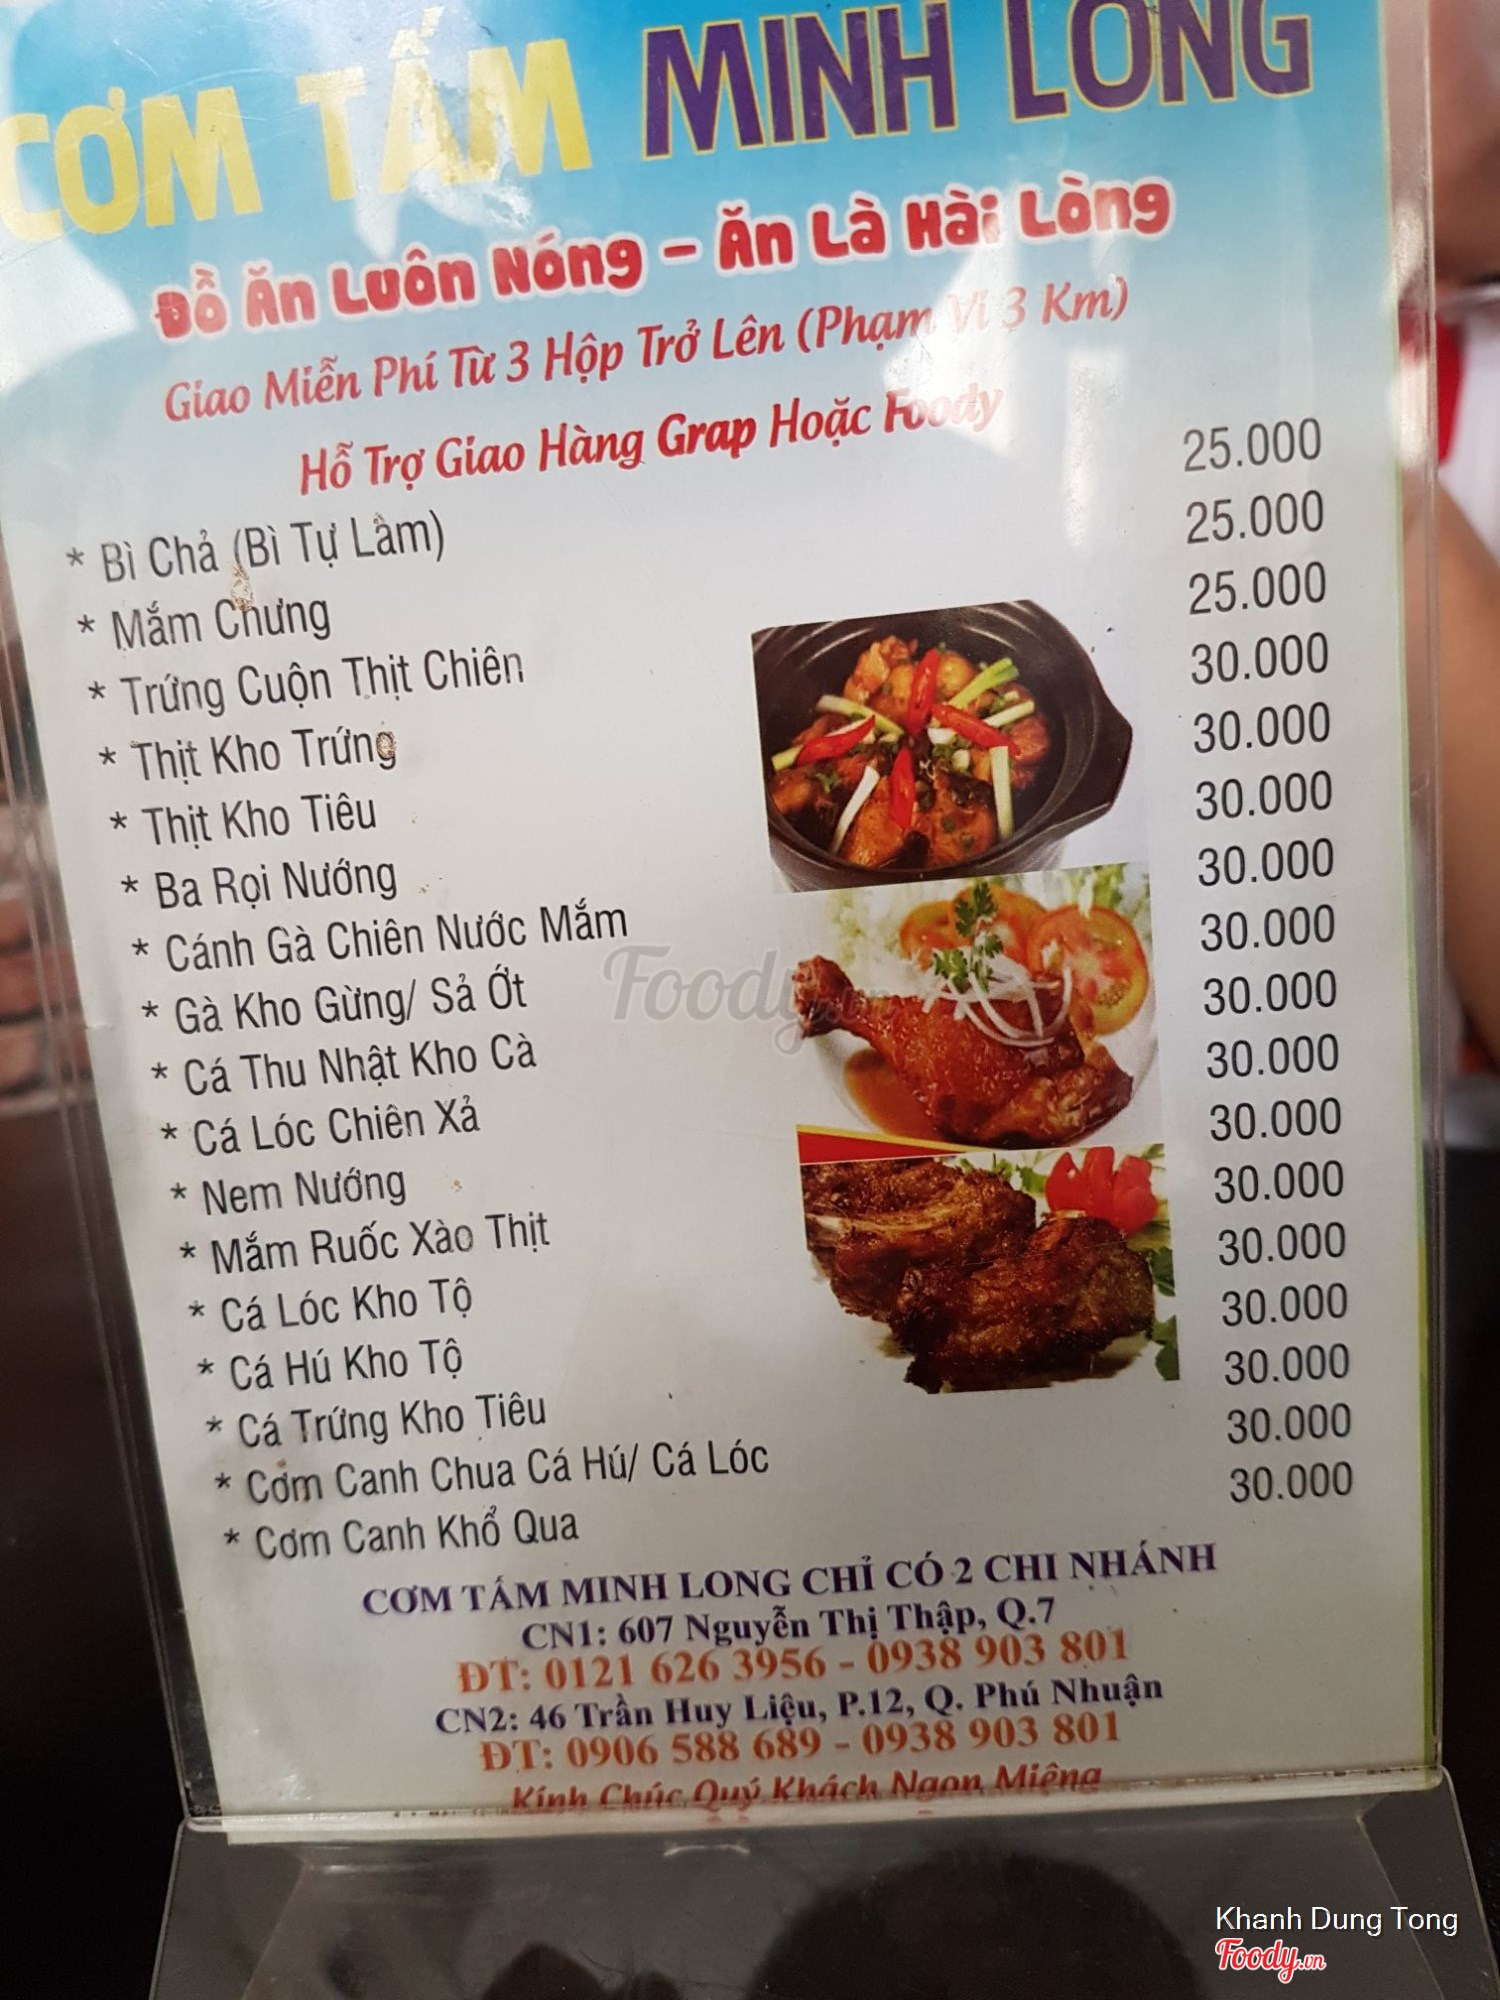 CƠM TẤM MINH LONG
Đồ Ăn Luôn Nóng - Ăn Là Hài Lòng
Giao Miễn Phí Từ 3 Hộp Trở Lên (Phạm Vi 3 Km)
Hỗ Trợ Giao Hàng Grap Hoặc Foody
* Bì Chả (Bì Tự Làm) 25.000
* Mắm Chưng 25.000
* Trứng Cuộn Thịt Chiên 25.000
* Thịt Kho Trứng 30.000
* Thịt Kho Tiêu 30.000
* Ba Rọi Nướng 30.000
* Cánh Gà Chiên Nước Mắm 30.000
* Gà Kho Gừng/ Sả Ớt 30.000
* Cá Thu Nhật Kho Cà 30.000
* Cá Lóc Chiên Xả 30.000
* Nem Nướng 30.000
* Mắm Ruốc Xào Thịt 30.000
* Cá Lóc Kho Tộ 30.000
* Cá Hú Kho Tộ 30.000
* Cá Trứng Kho Tiêu 30.000
* Cơm Canh Chua Cá Hú/ Cá Lóc 30.000
* Cơm Canh Khổ Qua 30.000
CƠM TẤM MINH LONG CHỈ CÓ 2 CHI NHÁNH
CN1: 607 Nguyễn Thị Thập, Q.7
ĐT: 0121 626 3956 - 0938 903 801
CN2: 46 Trần Huy Liệu, P.12, Q. Phú Nhuận
ĐT: 0906 588 689 - 0938 903 801
Kính Chúc Quý Khách Ngon Miệng
Foody.vn
Khanh Dung Tong
Foody.vn